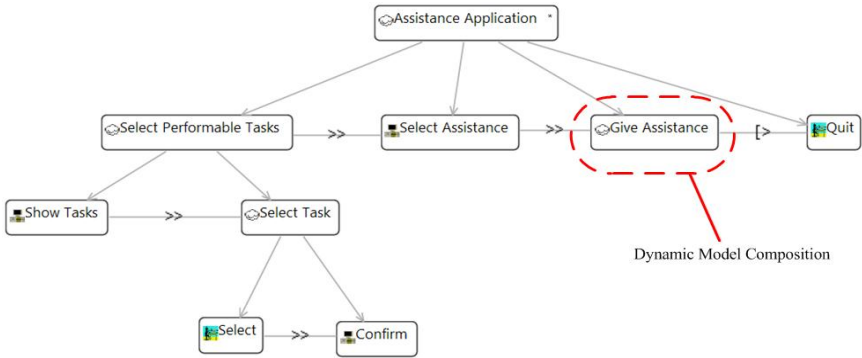 Assistance Application *
Select Performable Tasks >> Select Assistance >> Give Assistance [> Quit
Show Tasks >> Select Task
Dynamic Model Composition
Select >> Confirm